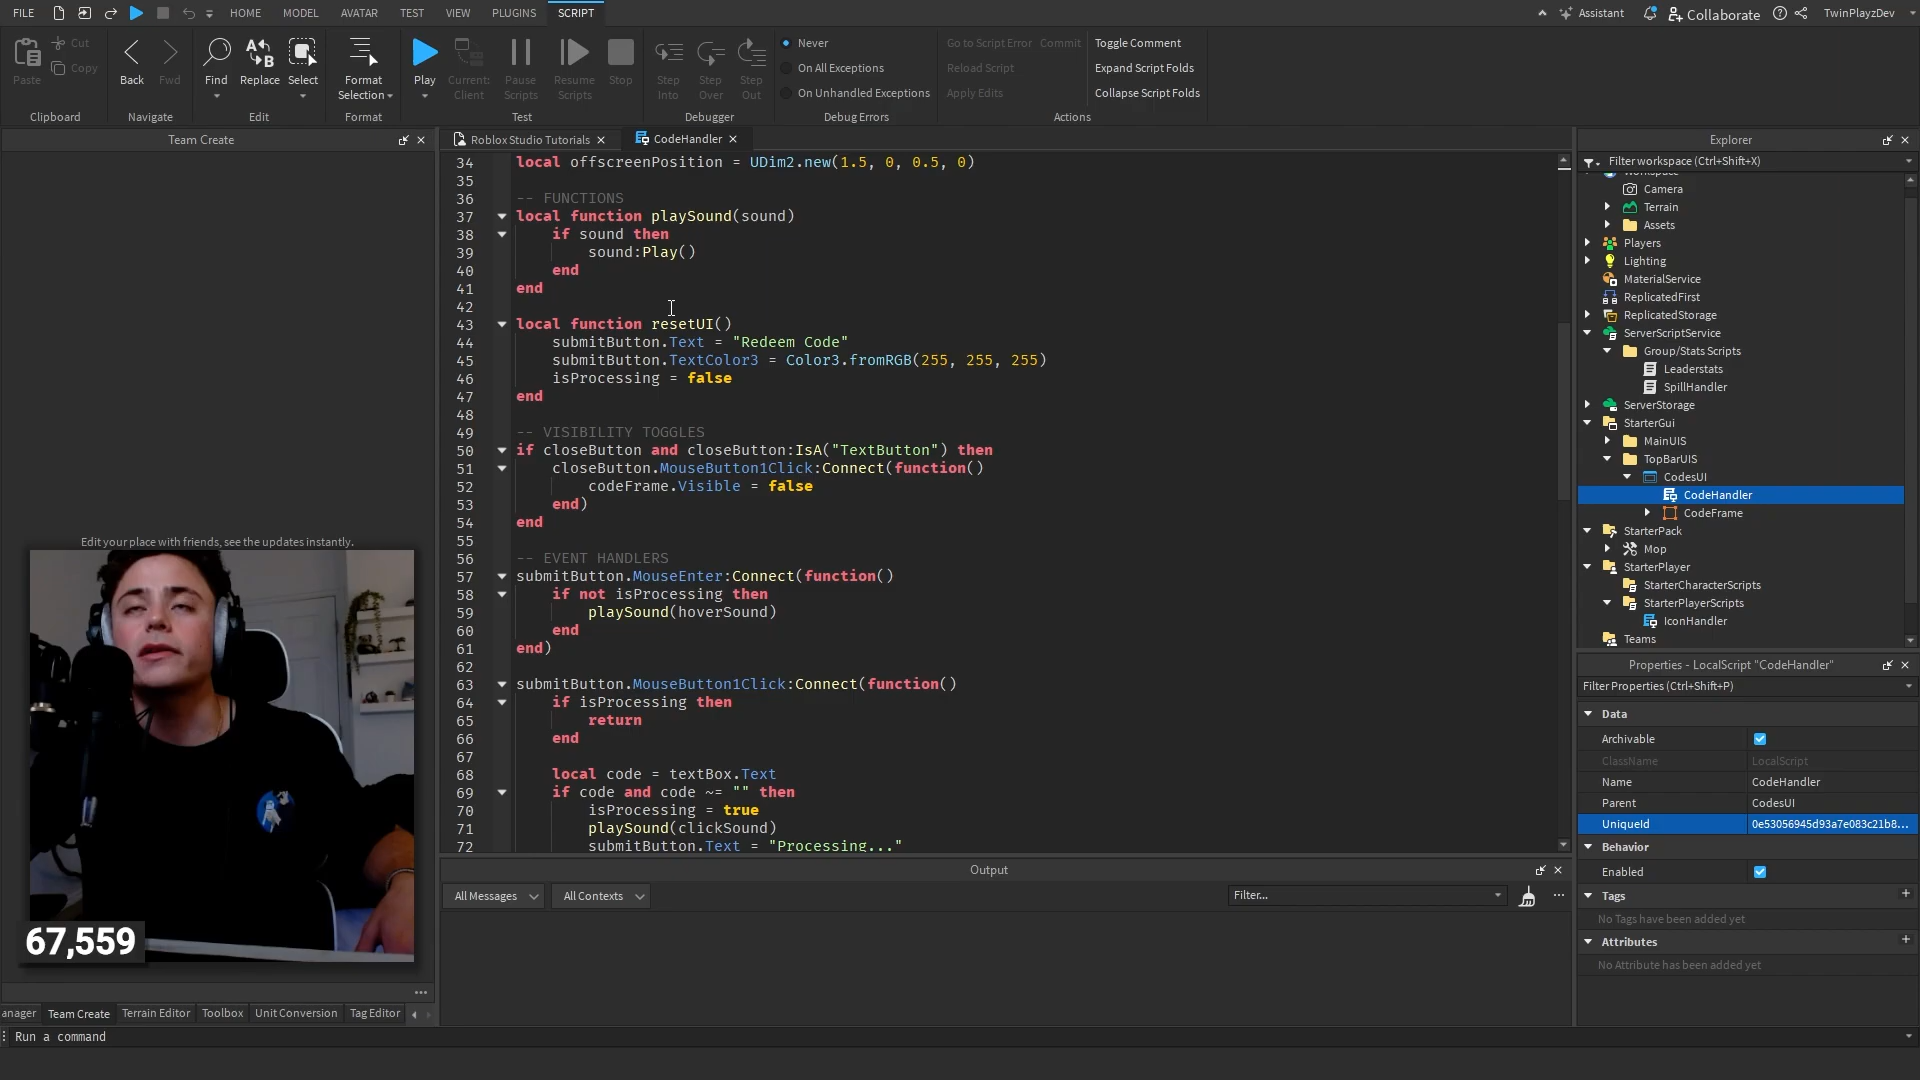 FILE HOME MODEL AVATAR TEST VIEW PLUGINS SCRIPT Assistant Collaborate TwinPlayzDev
Paste Cut Copy
Clipboard
Back Fwd
Navigate
Find Replace Select
Edit
Format Selection
Format
Play Current: Client Pause Scripts Resume Scripts Stop
Test
Step Into Step Over Step Out
Debugger
Never
On All Exceptions
On Unhandled Exceptions
Debug Errors
Go to Script Error Commit
Reload Script
Apply Edits
Toggle Comment
Expand Script Folds
Collapse Script Folds
Actions
Team Create
Edit your place with friends, see the updates instantly.
67,559
anager Team Create Terrain Editor Toolbox Unit Conversion Tag Editor
Run a command
Roblox Studio Tutorials CodeHandler
34 local offscreenPosition = UDim2.new(1.5, 0, 0.5, 0)
35
36 -- FUNCTIONS
37 local function playSound(sound)
38 if sound then
39 sound:Play()
40 end
41 end
42
43 local function resetUI()
44 submitButton.Text = "Redeem Code"
45 submitButton.TextColor3 = Color3.fromRGB(255, 255, 255)
46 isProcessing = false
47 end
48
49 -- VISIBILITY TOGGLES
50 if closeButton and closeButton:IsA("TextButton") then
51 closeButton.MouseButton1Click:Connect(function()
52 codeFrame.Visible = false
53 end)
54 end
55
56 -- EVENT HANDLERS
57 submitButton.MouseEnter:Connect(function()
58 if not isProcessing then
59 playSound(hoverSound)
60 end
61 end)
62
63 submitButton.MouseButton1Click:Connect(function()
64 if isProcessing then
65 return
66 end
67
68 local code = textBox.Text
69 if code and code ~= "" then
70 isProcessing = true
71 playSound(clickSound)
72 submitButton.Text = "Processing..."
Output
All Messages All Contexts Filter...
Explorer
Filter workspace (Ctrl+Shift+X)
Workspace
Camera
Terrain
Assets
Players
Lighting
MaterialService
ReplicatedFirst
ReplicatedStorage
ServerScriptService
Group/Stats Scripts
Leaderstats
SpillHandler
ServerStorage
StarterGui
MainUIS
TopBarUIS
CodesUI
CodeHandler
CodeFrame
StarterPack
Mop
StarterPlayer
StarterCharacterScripts
StarterPlayerScripts
IconHandler
Teams
Properties - LocalScript "CodeHandler"
Filter Properties (Ctrl+Shift+P)
Data
Archivable
ClassName LocalScript
Name CodeHandler
Parent CodesUI
UniqueId 0e53056945d93a7e083c21b8...
Behavior
Enabled
Tags
No Tags have been added yet
Attributes
No Attribute has been added yet